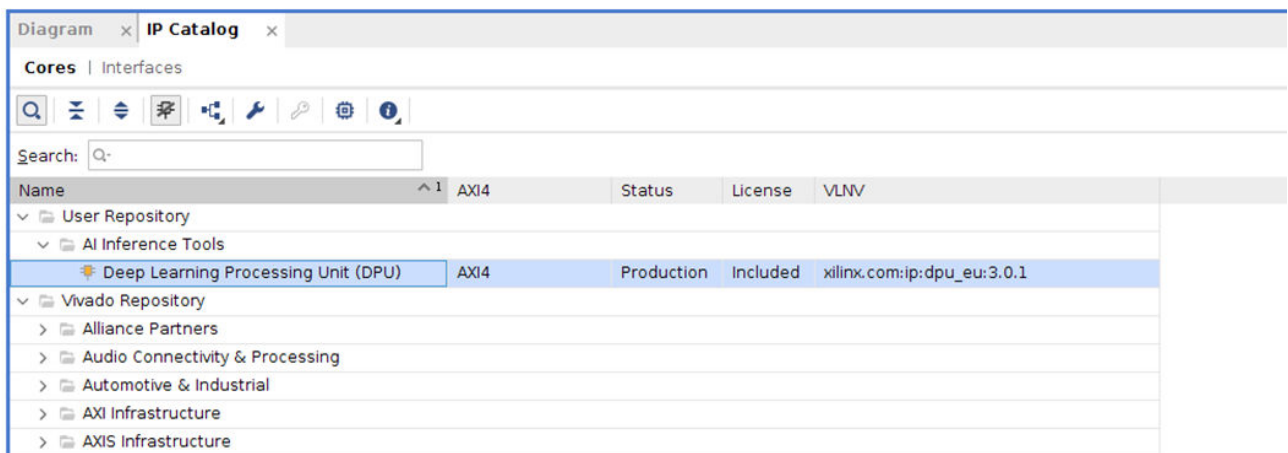 Diagram × IP Catalog ×
Cores | Interfaces
Search: Q-
Name ^ 1 AXI4 Status License VLNV
User Repository
AI Inference Tools
Deep Learning Processing Unit (DPU) AXI4 Production Included xilinx.com:ip:dpu_eu:3.0.1
Vivado Repository
Alliance Partners
Audio Connectivity & Processing
Automotive & Industrial
AXI Infrastructure
AXIS Infrastructure